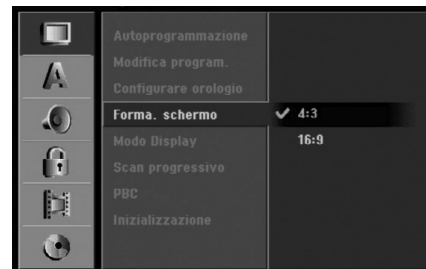 Autoprogrammazione
Modifica program.
Configurare orologio
Forma. schermo
✔ 4:3
16:9
Modo Display
Scan progressivo
PBC
Inizializzazione
A